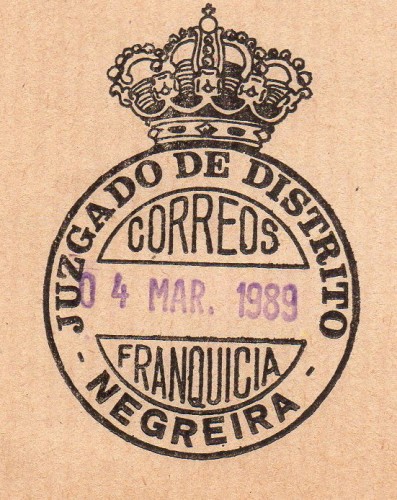 JUZGADO DE DISTRITO
CORREOS
04 MAR. 1989
FRANQUICIA
- NEGREIRA -